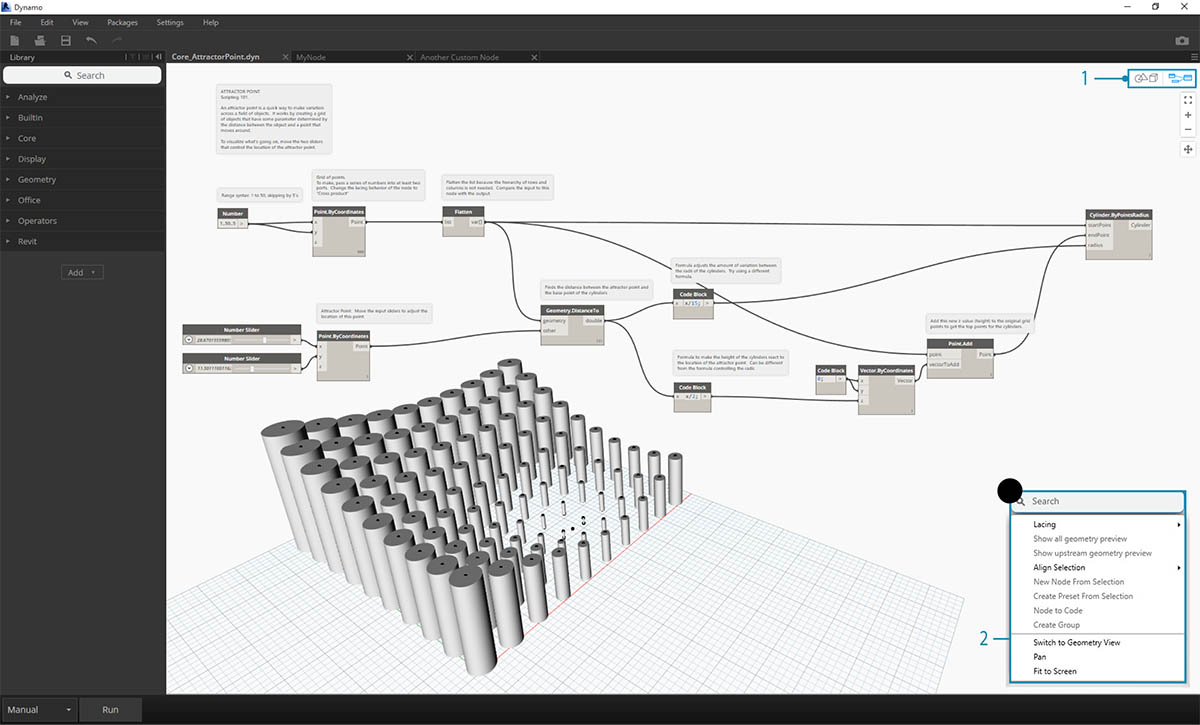 Dynamo
File Edit View Packages Settings Help
Library
Core_AttractorPoint.dyn
MyNode
Another Custom Node
Search
Analyze
BuiltIn
Core
Display
Geometry
Office
Operators
Revit
Add
1
ATTRACTOR POINT
Scripting 101.
An attractor point is a quick way to make variation
across a field of objects. It works by creating a grid
of objects that have some parameter determined by
the distance between the object and a point that
moves around.
To visualize what's going on, move the two sliders
that control the location of the attractor point.
Range syntax: 1 to 50, skipping by 5's
Grid of points
To make, pass a series of numbers into at least two
ports. Change the lacing behavior of the node to
"Cross product"
Flatten the list because the hierarchy of rows and
columns is not needed. Compare the input to this
node with the output.
Number
>
Point.ByCoordinates
x
y
z
Point
Flatten
list
var[]
Cylinder.ByPointsRadius
startPoint
endPoint
radius
Cylinder
Formula adjusts the amount of variation between
the radii of the cylinders. Try using a different
formula.
Finds the distance between the attractor point and
the base point of the cylinders
Code Block
x x/15; >
Geometry.DistanceTo
geometry
other
double
Attractor Point. Move the input sliders to adjust the
location of this point
Number Slider
>
Number Slider
>
Point.ByCoordinates
x
y
z
Point
Add this new z value (height) to the original grid
points to get the top points for the cylinders.
Point.Add
point
vectorToAdd
Point
Formula to make the height of the cylinders react to
the location of the attractor point. Can be different
from the formula controlling the radii.
Code Block
x x/2; >
Code Block
0; >
Vector.ByCoordinates
x
y
z
Vector
Search
Lacing
Show all geometry preview
Show upstream geometry preview
Align Selection
New Node From Selection
Create Preset From Selection
Node to Code
Create Group
2
Switch to Geometry View
Pan
Fit to Screen
Manual
Run